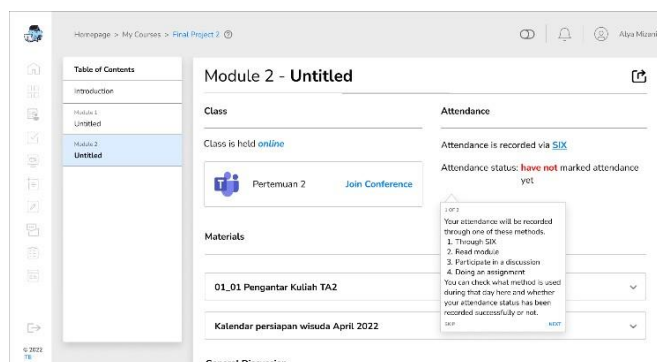 Homepage > My Courses > Final Project 2
Alya Mizani
Table of Contents
Introduction
Module 1
Untitled
Module 2
Untitled
Module 2 - Untitled
Class
Class is held online
Pertemuan 2
Join Conference
Attendance
Attendance is recorded via SIX
Attendance status: have not marked attendance
yet
1 OF 2
Your attendance will be recorded
through one of these methods.
1. Through SIX
2. Read module
3. Participate in a discussion
4. Doing an assignment
You can check what method is used
during that day here and whether
your attendance status has been
recorded successfully or not.
SKIP
NEXT
Materials
01_01 Pengantar Kuliah TA2
Kalendar persiapan wisuda April 2022
General Discussion
© 2022